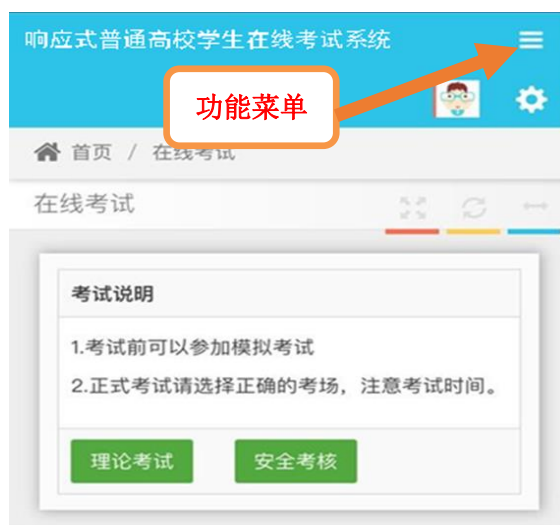 响应式普通高校学生在线考试系统
功能菜单
首页 / 在线考试
在线考试
考试说明
1.考试前可以参加模拟考试
2.正式考试请选择正确的考场，注意考试时间。
理论考试 安全考核